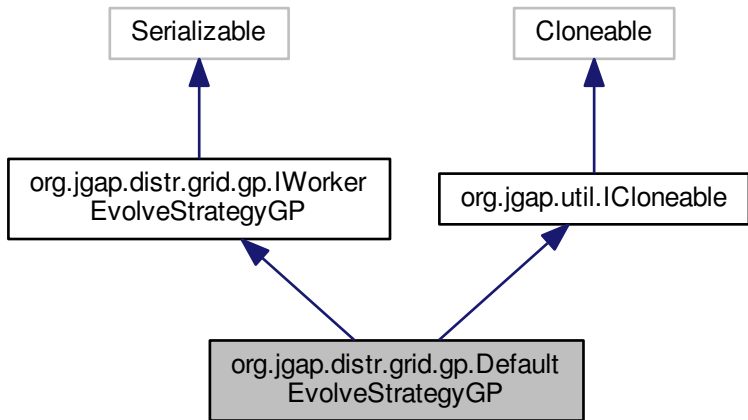 Serializable
Cloneable
org.jgap.distr.grid.gp.IWorker
EvolveStrategyGP
org.jgap.util.ICloneable
org.jgap.distr.grid.gp.Default
EvolveStrategyGP